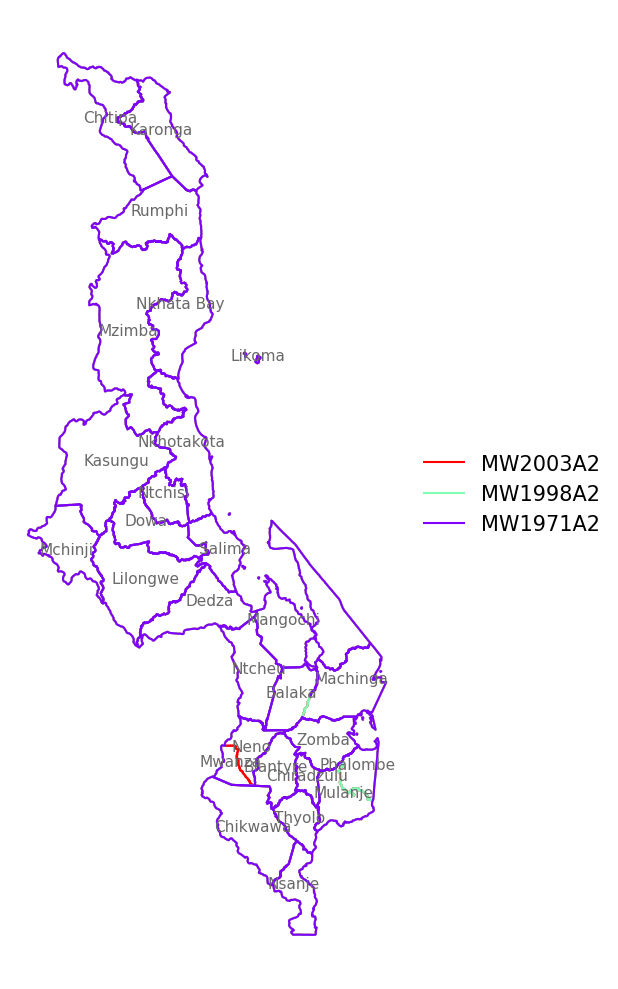 Chitipa
Karonga
Rumphi
Nkhata Bay
Mzimba
Likoma
Nkhotakota
Kasungu
MW2003A2
Ntchisi
MW1998A2
Dowa
MW1971A2
Mchinji
Salima
Lilongwe
Dedza
Mangochi
Ntcheu
Machinga
Balaka
Zomba
Neno
Mwanza
Blantyre
Phalombe
Chiradzulu
Mulanje
Thyolo
Chikwawa
Nsanje